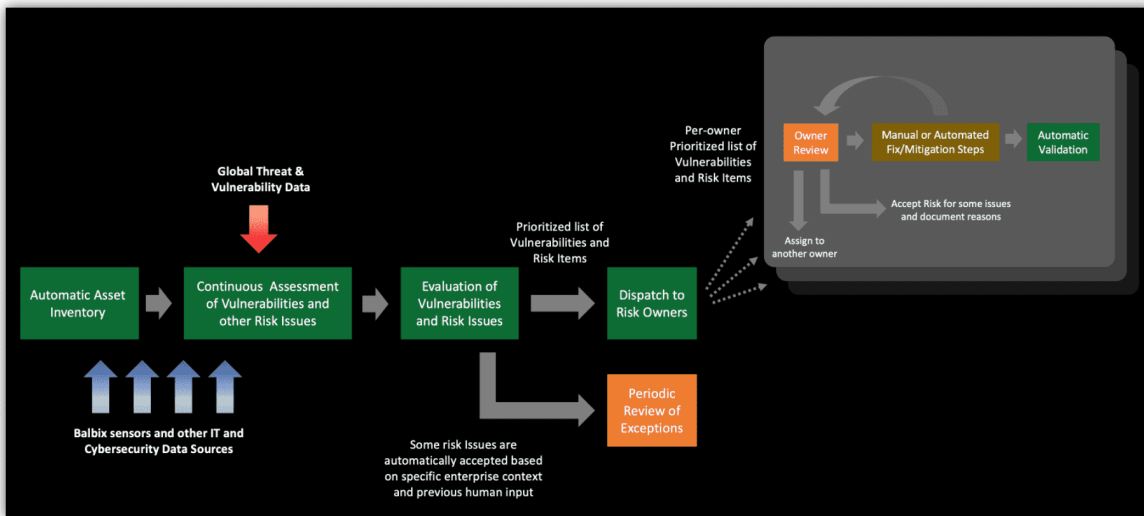 Global Threat &
Vulnerability Data
Automatic Asset
Inventory
Continuous Assessment
of Vulnerabilities and
other Risk Issues
Evaluation of
Vulnerabilities
and Risk Issues
Prioritized list of
Vulnerabilities and
Risk Items
Dispatch to
Risk Owners
Balbix sensors and other IT and
Cybersecurity Data Sources
Some risk Issues are
automatically accepted based
on specific enterprise context
and previous human input
Periodic
Review of
Exceptions
Per-owner
Prioritized list of
Vulnerabilities
and Risk Items
Owner
Review
Manual or Automated
Fix/Mitigation Steps
Automatic
Validation
Accept Risk for some issues
and document reasons
Assign to
another owner